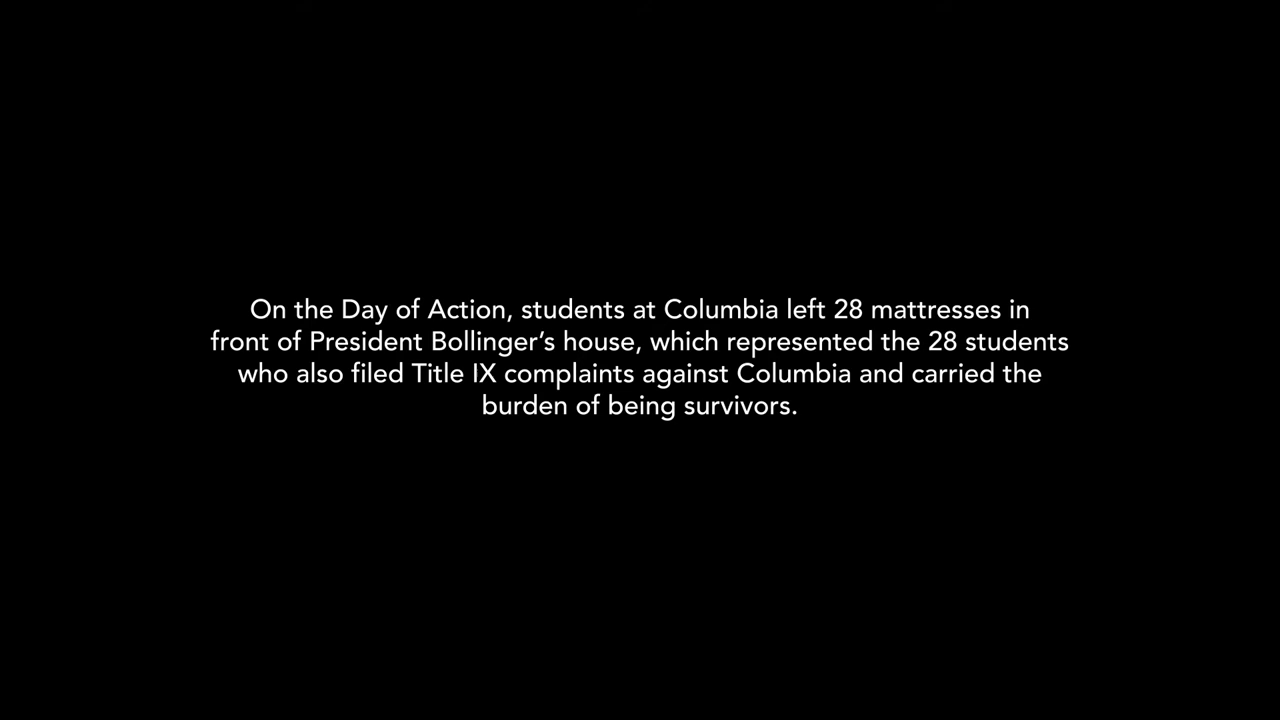 On the Day of Action, students at Columbia left 28 mattresses in
front of President Bollinger’s house, which represented the 28 students
who also filed Title IX complaints against Columbia and carried the
burden of being survivors.